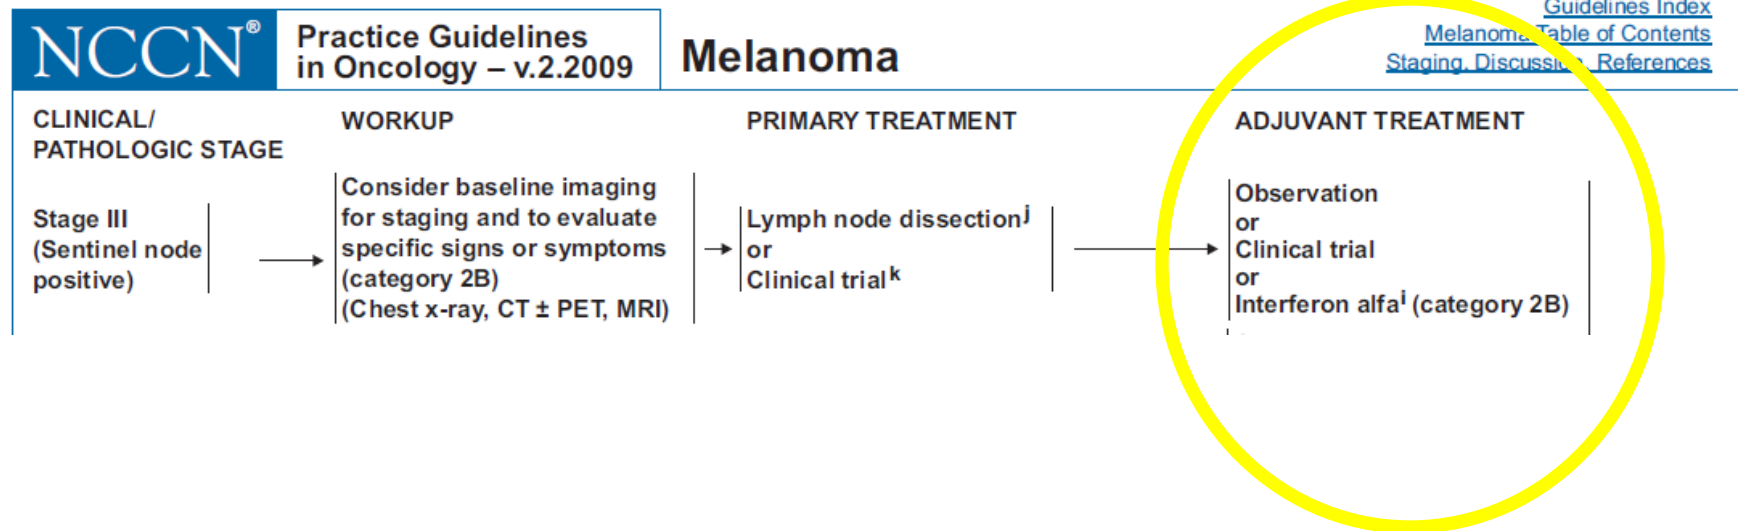 NCCN®
Practice Guidelines
in Oncology – v.2.2009
Melanoma
Guidelines Index
Melanoma Table of Contents
Staging, Discussion, References
CLINICAL/
PATHOLOGIC STAGE
WORKUP
PRIMARY TREATMENT
ADJUVANT TREATMENT
Stage III
(Sentinel node
positive)
Consider baseline imaging
for staging and to evaluate
specific signs or symptoms
(category 2B)
(Chest x-ray, CT ± PET, MRI)
Lymph node dissectionʲ
or
Clinical trialᵏ
Observation
or
Clinical trial
or
Interferon alfaⁱ (category 2B)